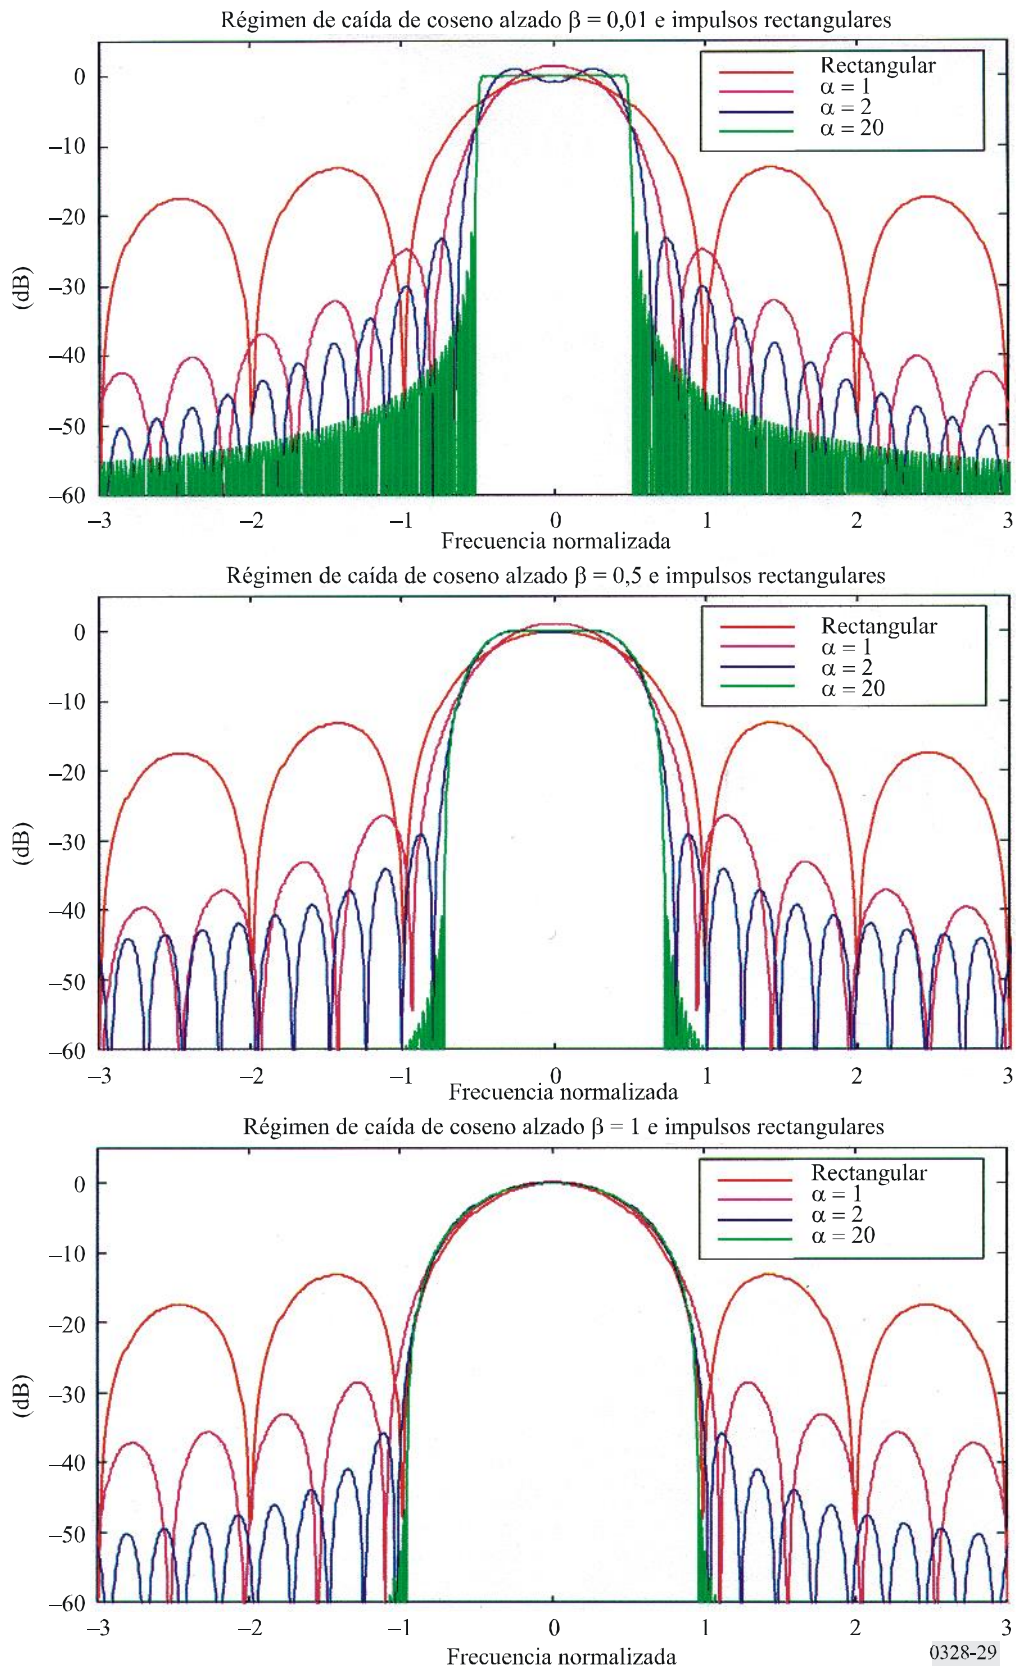 Régimen de caída de coseno alzado β = 0,01 e impulsos rectangulares
Rectangular
α = 1
α = 2
α = 20
0
–10
–20
–30
–40
–50
–60
(dB)
–3
–2
–1
0
1
2
3
Frecuencia normalizada
Régimen de caída de coseno alzado β = 0,5 e impulsos rectangulares
Rectangular
α = 1
α = 2
α = 20
0
–10
–20
–30
–40
–50
–60
(dB)
–3
–2
–1
0
1
2
3
Frecuencia normalizada
Régimen de caída de coseno alzado β = 1 e impulsos rectangulares
Rectangular
α = 1
α = 2
α = 20
0
–10
–20
–30
–40
–50
–60
(dB)
–3
–2
–1
0
1
2
3
Frecuencia normalizada
0328-29